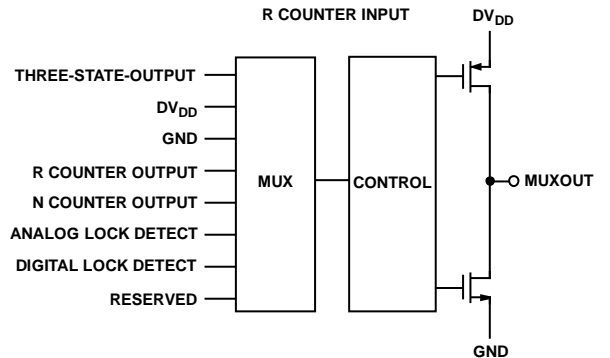 R COUNTER INPUT
DVDD
THREE-STATE-OUTPUT
DVDD
GND
R COUNTER OUTPUT
N COUNTER OUTPUT
ANALOG LOCK DETECT
DIGITAL LOCK DETECT
RESERVED
MUX
CONTROL
MUXOUT
GND